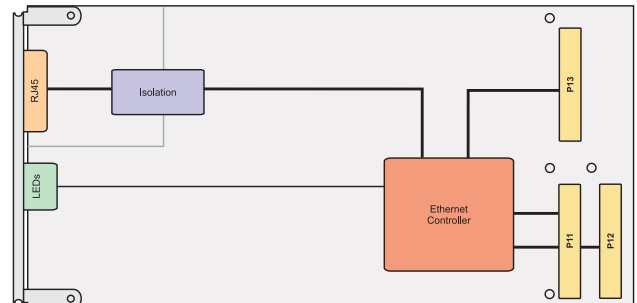 RJ45
Isolation
P13
LEDs
Ethernet
Controller
P11
P12